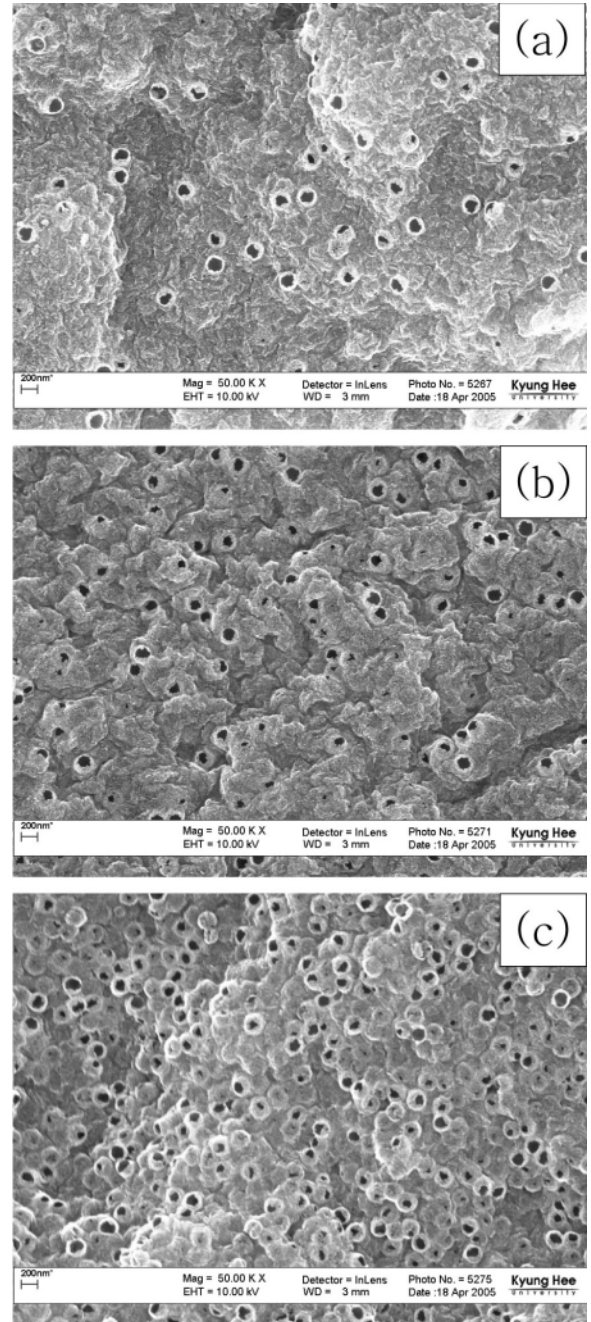 (a)
200nm* Mag = 50.00 K X Detector = InLens Photo No. = 5267 Kyung Hee
EHT = 10.00 kV WD = 3 mm Date :18 Apr 2005 university
(b)
200nm* Mag = 50.00 K X Detector = InLens Photo No. = 5271 Kyung Hee
EHT = 10.00 kV WD = 3 mm Date :18 Apr 2005 university
(c)
200nm* Mag = 50.00 K X Detector = InLens Photo No. = 5275 Kyung Hee
EHT = 10.00 kV WD = 3 mm Date :18 Apr 2005 university